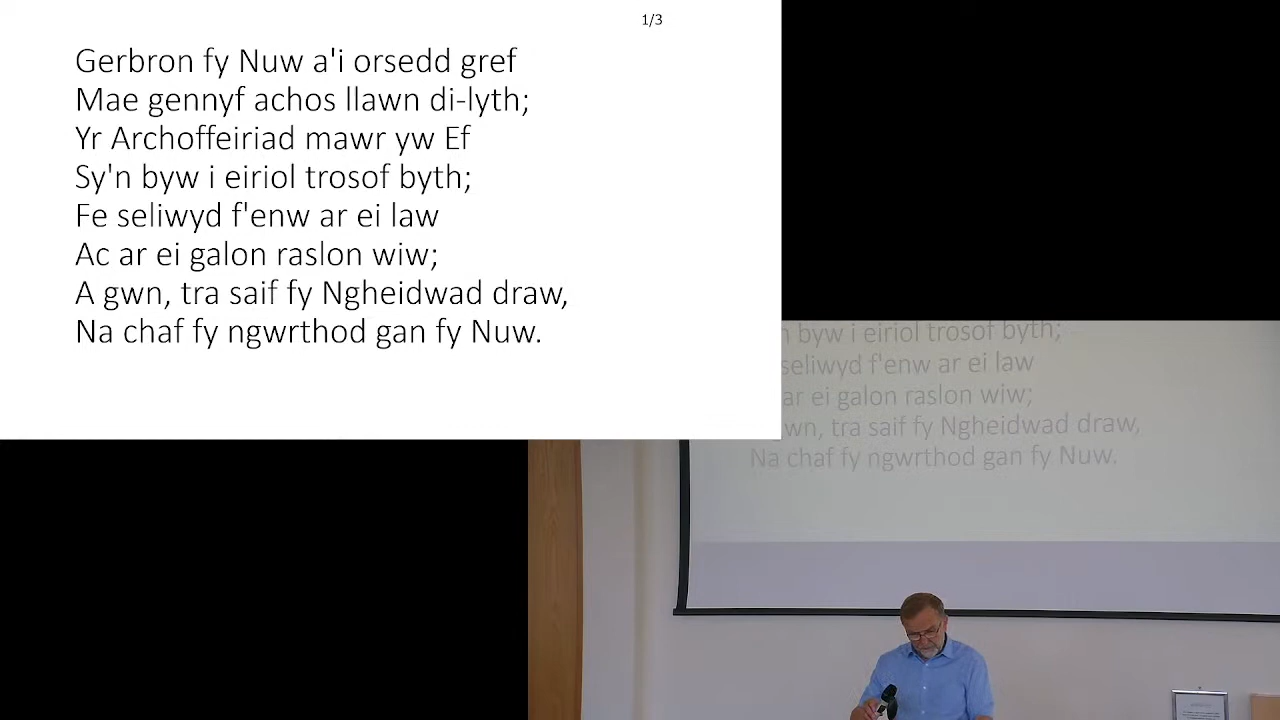 1/3
Gerbron fy Nuw a'i orsedd gref
Mae gennyf achos llawn di-lyth;
Yr Archoffeiriad mawr yw Ef
Sy'n byw i eiriol trosof byth;
Fe seliwyd f'enw ar ei law
Ac ar ei galon raslon wiw;
A gwn, tra saif fy Ngheidwad draw,
Na chaf fy ngwrthod gan fy Nuw.
byw i eiriol trosof byth;
seliwyd f'enw ar ei law
ar ei galon raslon wiw;
wn, tra saif fy Ngheidwad draw,
Na chaf fy ngwrthod gan fy Nuw.